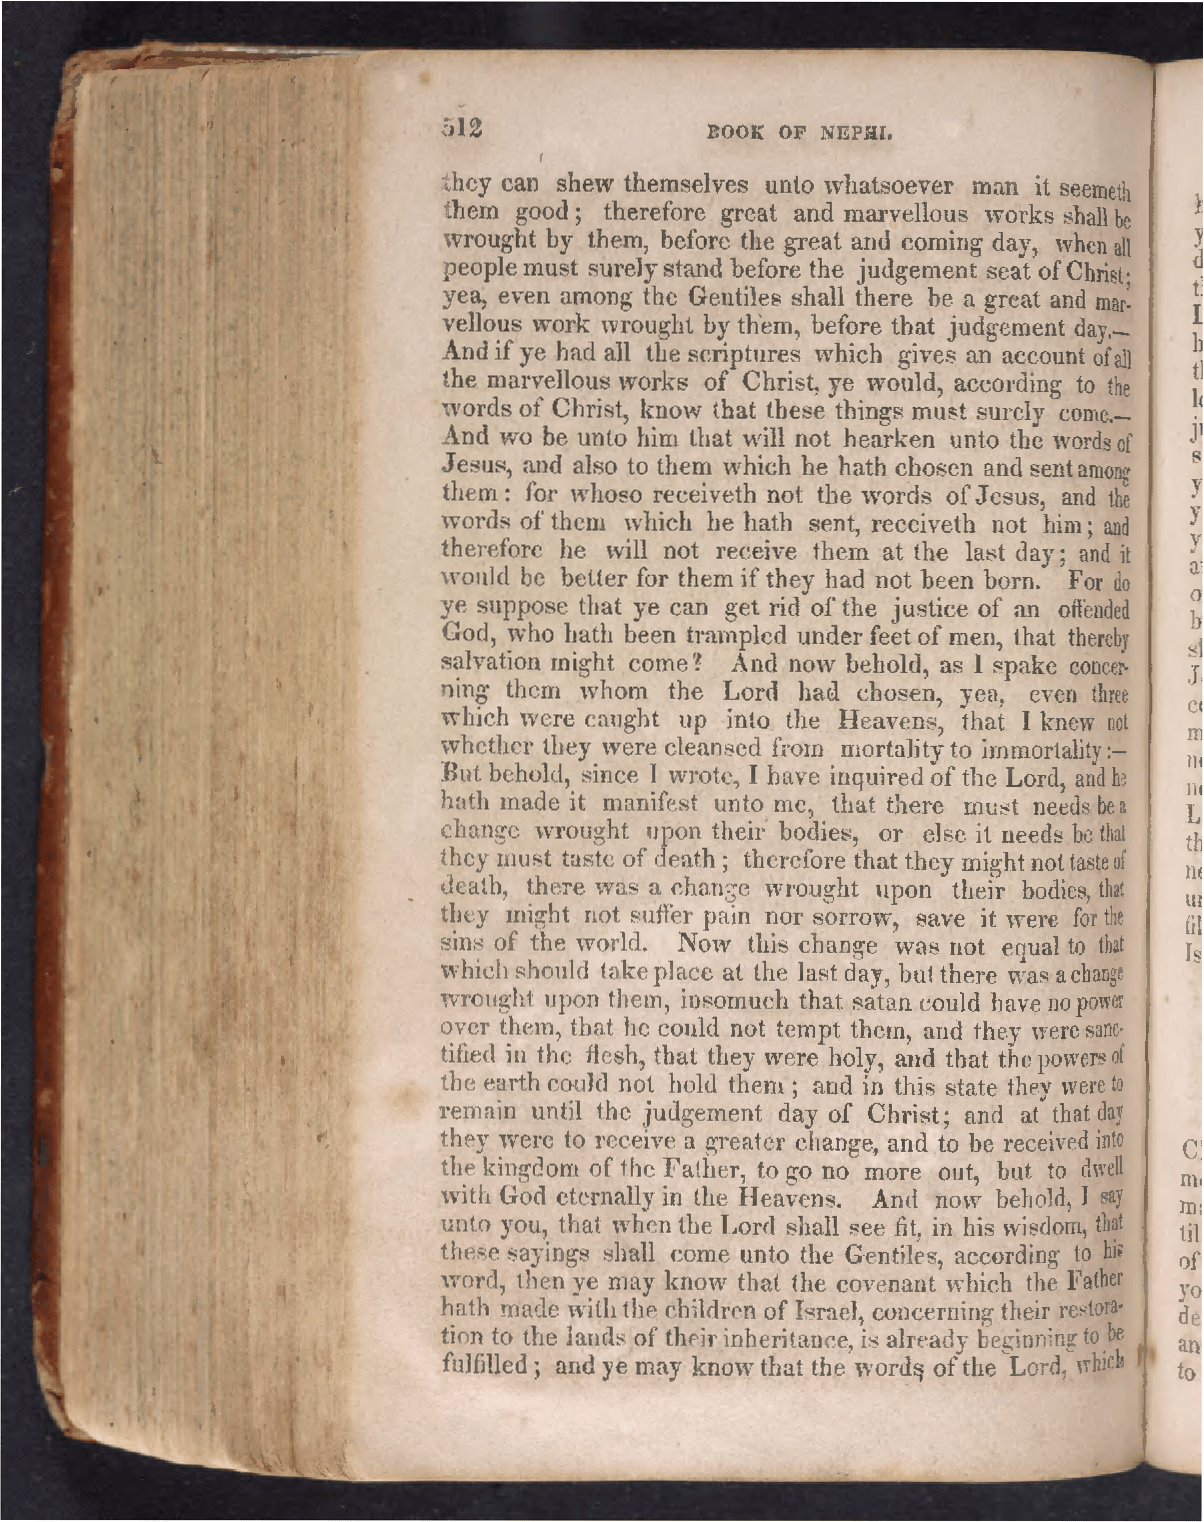 512 BOOK OF NEPHI.
they can shew themselves unto whatsoever man it seemeth
them good; therefore great and marvellous works shall be
wrought by them, before the great and coming day, when all
people must surely stand before the judgement seat of Christ;
yea, even among the Gentiles shall there be a great and mar-
vellous work wrought by them, before that judgement day.—
And if ye had all the scriptures which gives an account of all
the marvellous works of Christ, ye would, according to the
words of Christ, know that these things must surely come.—
And wo be unto him that will not hearken unto the words of
Jesus, and also to them which he hath chosen and sent among
them: for whoso receiveth not the words of Jesus, and the
words of them which he hath sent, receiveth not him; and
therefore he will not receive them at the last day; and it
would be better for them if they had not been born. For do
ye suppose that ye can get rid of the justice of an offended
God, who hath been trampled under feet of men, that thereby
salvation might come? And now behold, as I spake concer-
ning them whom the Lord had chosen, yea, even three
which were caught up into the Heavens, that I knew not
whether they were cleansed from mortality to immortality:—
But behold, since I wrote, I have inquired of the Lord, and he
hath made it manifest unto me, that there must needs be a
change wrought upon their bodies, or else it needs be that
they must taste of death; therefore that they might not taste of
death, there was a change wrought upon their bodies, that
they might not suffer pain nor sorrow, save it were for the
sins of the world. Now this change was not equal to that
which should take place at the last day, but there was a change
wrought upon them, insomuch that satan could have no power
over them, that he could not tempt them, and they were sanc-
tified in the flesh, that they were holy, and that the powers of
the earth could not hold them; and in this state they were to
remain until the judgement day of Christ; and at that day
they were to receive a greater change, and to be received into
the kingdom of the Father, to go no more out, but to dwell
with God eternally in the Heavens. And now behold, I say
unto you, that when the Lord shall see fit, in his wisdom, that
these sayings shall come unto the Gentiles, according to his
word, then ye may know that the covenant which the Father
hath made with the children of Israel, concerning their restora-
tion to the lands of their inheritance, is already beginning to be
fulfilled; and ye may know that the words of the Lord, which